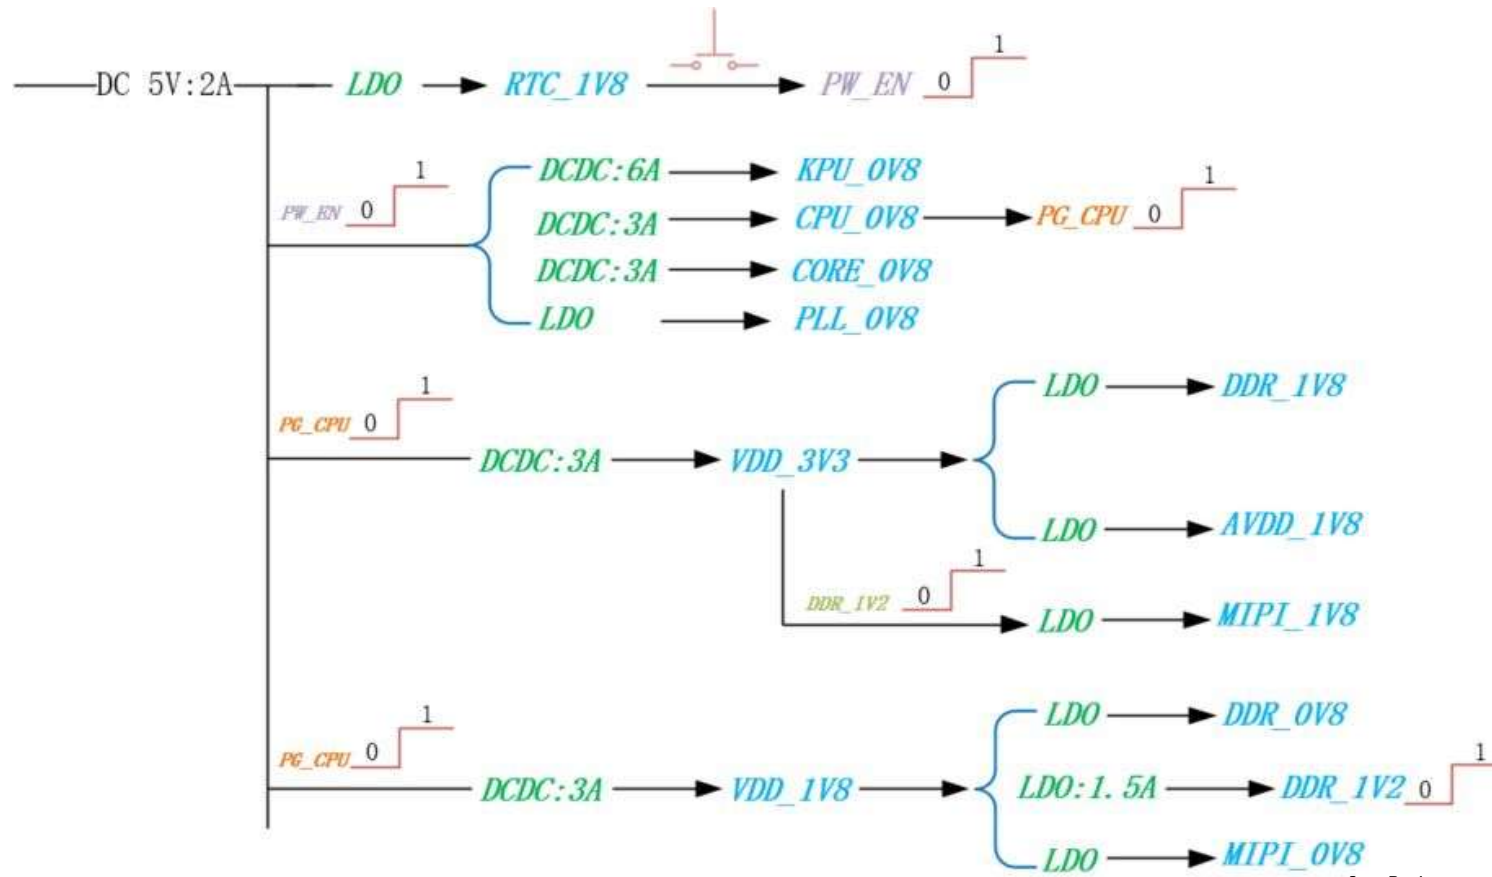 1
DC 5V:2A LDO RTC_1V8 PW_EN 0
DCDC:6A KPU_0V8
1 1
PW_EN 0 DCDC:3A CPU_0V8 PG_CPU 0
DCDC:3A CORE_0V8
LDO PLL_0V8
1 LDO DDR_1V8
PG_CPU 0
DCDC:3A VDD_3V3
LDO AVDD_1V8
1
DDR_1V2 0
LDO MIPI_1V8
1 LDO DDR_0V8
PG_CPU 0 1
DCDC:3A VDD_1V8 LDO:1.5A DDR_1V2 0
LDO MIPI_0V8